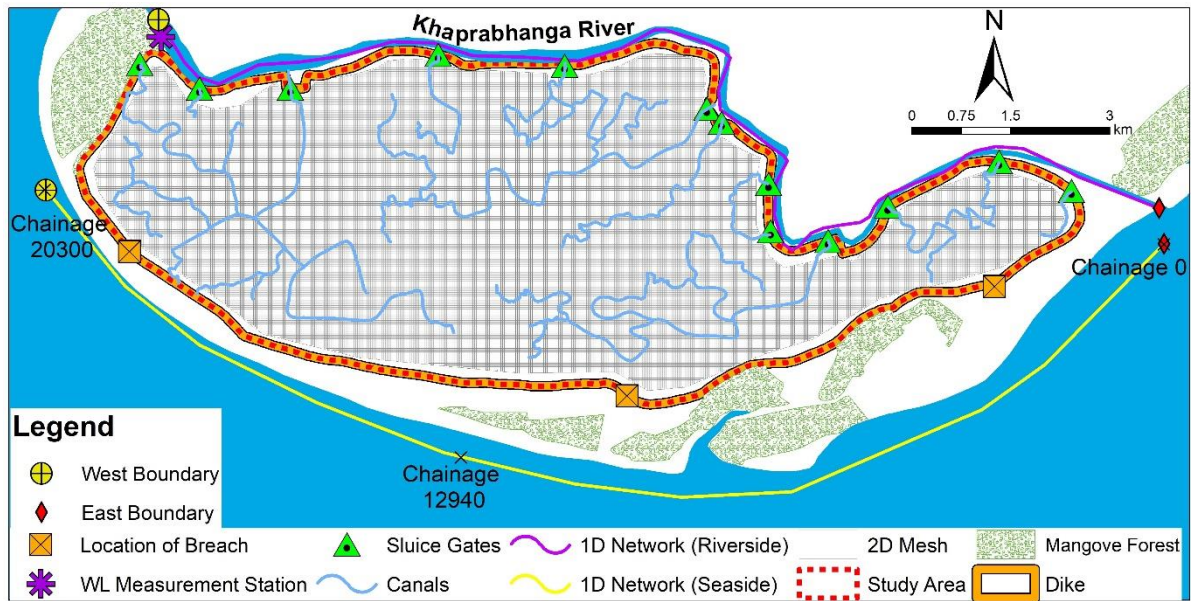 Khaprabhanga River
N
0 0.75 1.5 3
km
Chainage
20300
Chainage 0
Chainage
12940
Legend
West Boundary
East Boundary
Location of Breach
Sluice Gates
1D Network (Riverside)
2D Mesh
Mangove Forest
WL Measurement Station
Canals
1D Network (Seaside)
Study Area
Dike